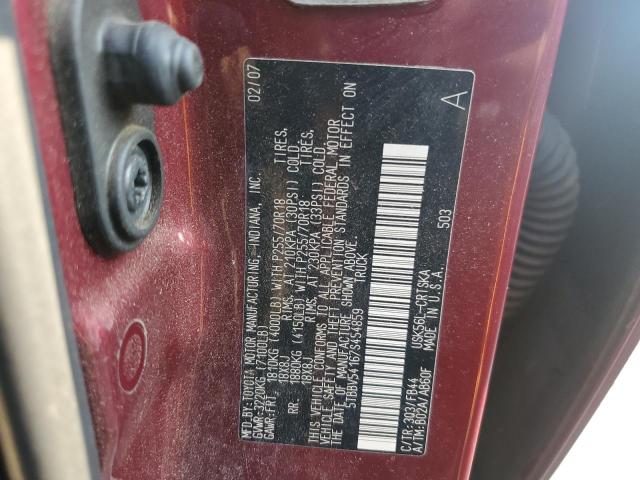 MFD.BY: TOYOTA MOTOR MANUFACTURING, INDIANA, INC. 02/07
GVWR-3220KG (7100LB)
GAWR:FRT. 1810KG (4000LB) WITH P255/70R18 TIRES,
18X8J RIMS, AT 210KPA (30PSI) COLD,
RR. 1880KG (4150LB) WITH P255/70R18 TIRES,
18X8J RIMS, AT 230KPA (33PSI) COLD,
THIS VEHICLE CONFORMS TO ALL APPLICABLE FEDERAL MOTOR
VEHICLE SAFETY AND THEFT PREVENTION STANDARDS IN EFFECT ON
THE DATE OF MANUFACTURE SHOWN ABOVE.
5TBBV54167S454859 TRUCK
C/TR:3Q3/FB44 USK56L-CRTSKA
A/TM:B02A/AB60F MADE IN U.S.A. 503 A